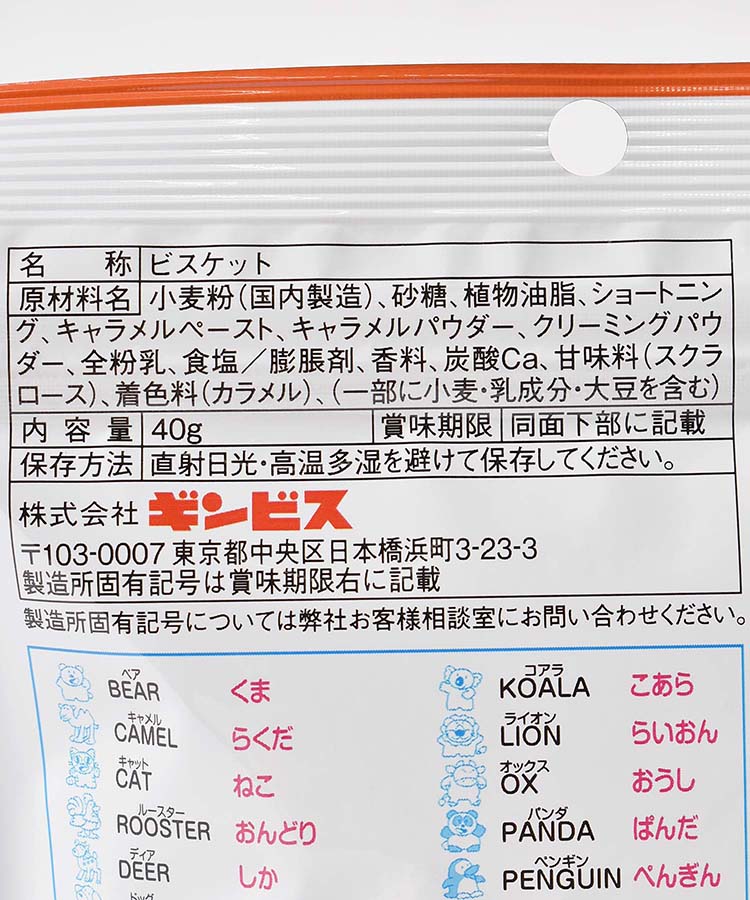 名称 ビスケット
原材料名 小麦粉（国内製造）、砂糖、植物油脂、ショートニン
グ、キャラメルペースト、キャラメルパウダー、クリーミングパウ
ダー、全粉乳、食塩／膨脹剤、香料、炭酸Ca、甘味料（スクラ
ロース）、着色料（カラメル）、（一部に小麦・乳成分・大豆を含む）
内容量 40g 賞味期限 同面下部に記載
保存方法 直射日光・高温多湿を避けて保存してください。
株式会社 ギンビス
〒103-0007 東京都中央区日本橋浜町3-23-3
製造所固有記号は賞味期限右に記載
製造所固有記号については弊社お客様相談室にお問い合わせください。
ベア
BEAR くま
キャメル
CAMEL らくだ
キャット
CAT ねこ
ルースター
ROOSTER おんどり
ディア
DEER しか
ドッグ
コアラ
KOALA こあら
ライオン
LION らいおん
オックス
OX おうし
パンダ
PANDA ぱんだ
ペンギン
PENGUIN ぺんぎん